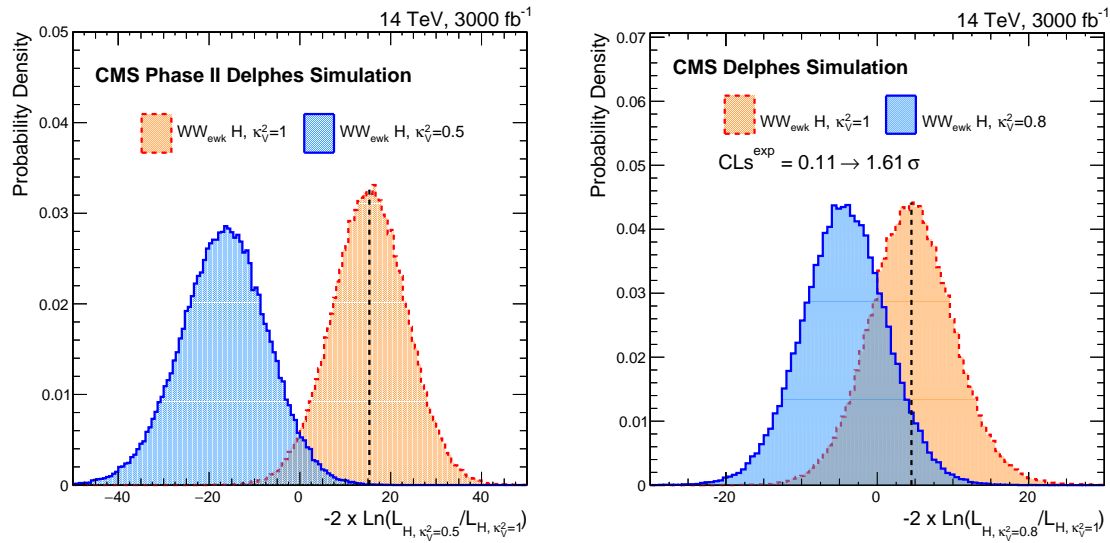 14 TeV, 3000 fb⁻¹
CMS Phase II Delphes Simulation
WW_ewk H, κ_V²=1
WW_ewk H, κ_V²=0.5
Probability Density
0.05
0.04
0.03
0.02
0.01
0
−40
−20
0
20
40
-2 x Ln(L_H, κ_V²=0.5/L_H, κ_V²=1)
14 TeV, 3000 fb⁻¹
CMS Delphes Simulation
WW_ewk H, κ_V²=1
WW_ewk H, κ_V²=0.8
CLs^exp = 0.11 → 1.61 σ
Probability Density
0.07
0.06
0.05
0.04
0.03
0.02
0.01
0
-20
0
20
-2 x Ln(L_H, κ_V²=0.8/L_H, κ_V²=1)